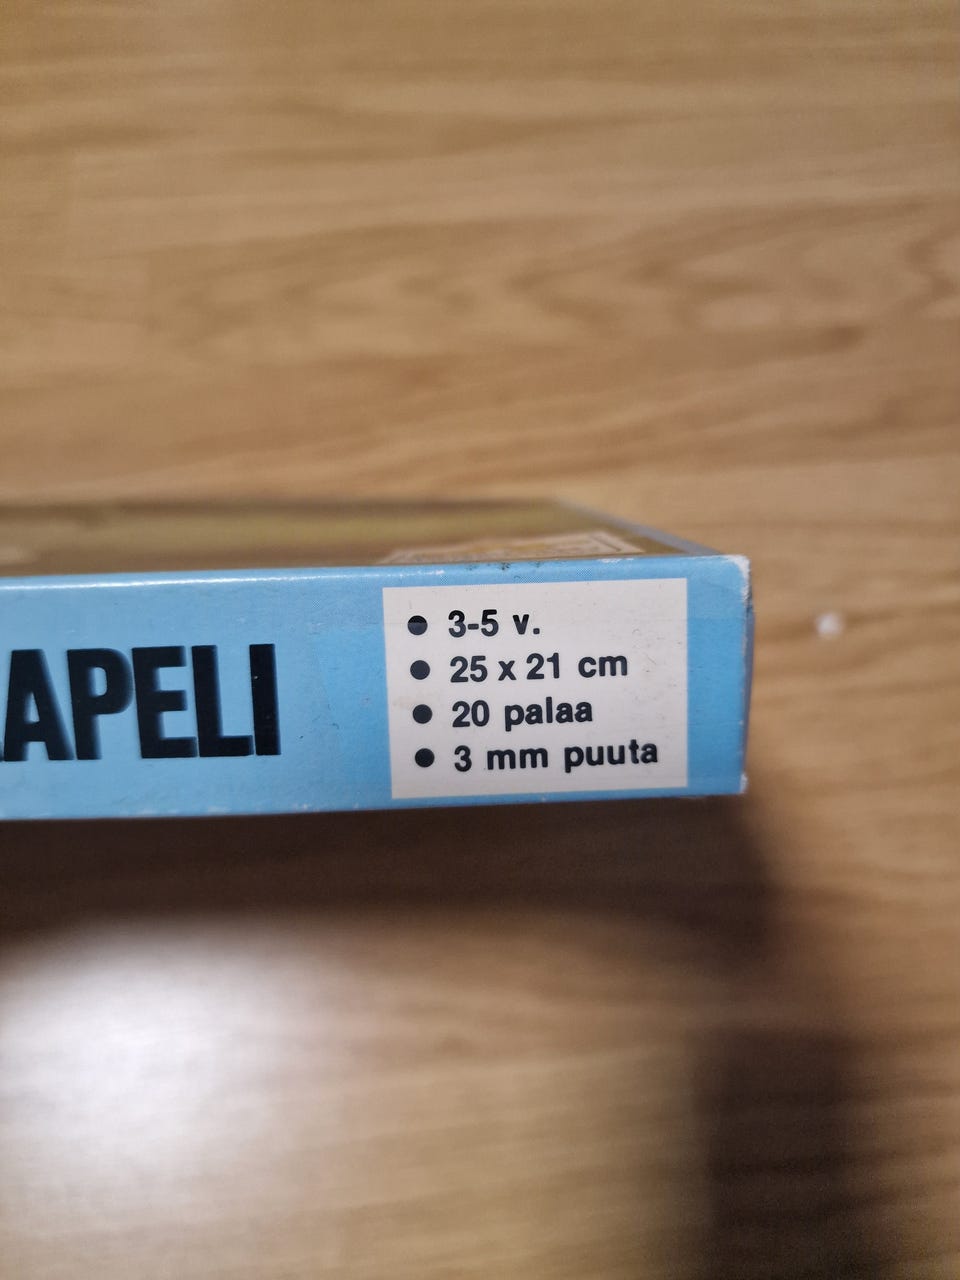 APELI
● 3-5 v.
● 25 x 21 cm
● 20 palaa
● 3 mm puuta